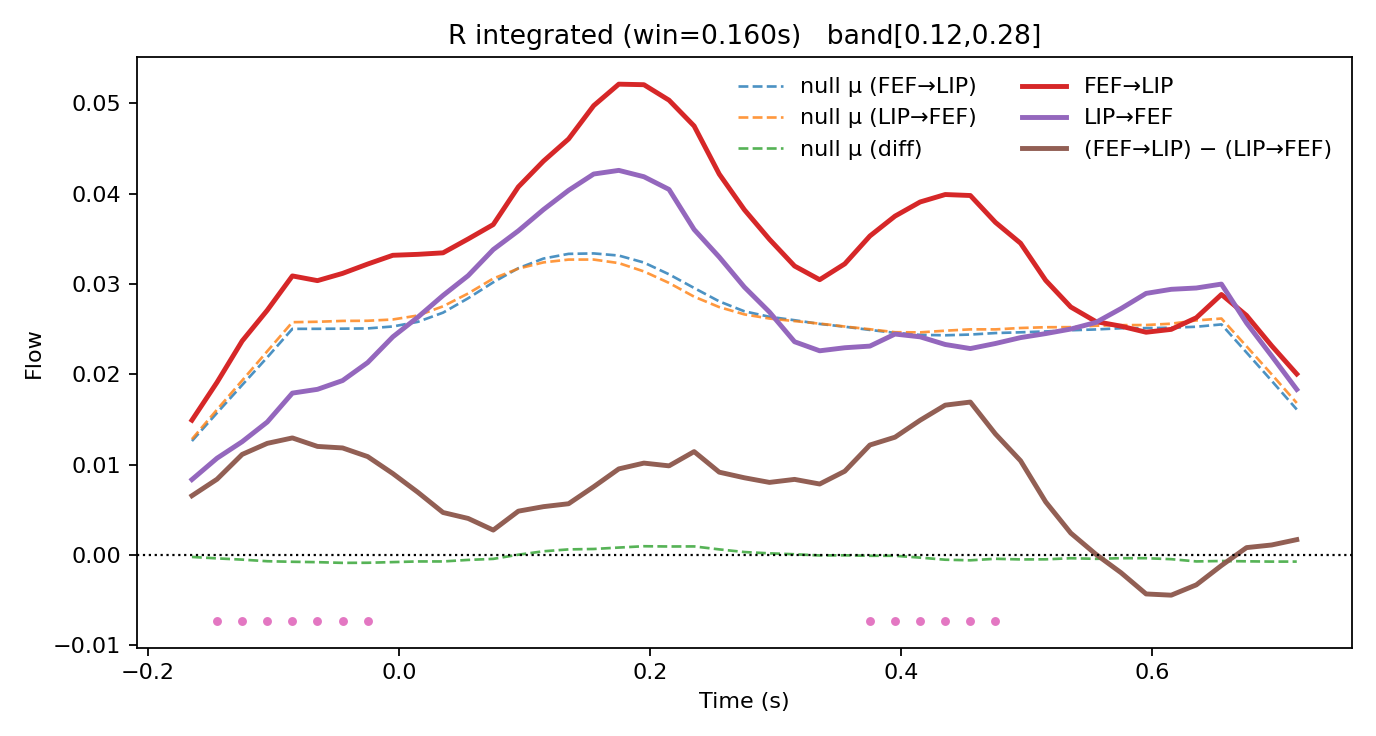 R integrated (win=0.160s)   band[0.12,0.28]
null μ (FEF→LIP)
null μ (LIP→FEF)
null μ (diff)
FEF→LIP
LIP→FEF
(FEF→LIP) − (LIP→FEF)
Flow
0.05
0.04
0.03
0.02
0.01
0.00
−0.01
−0.2
0.0
0.2
0.4
0.6
Time (s)